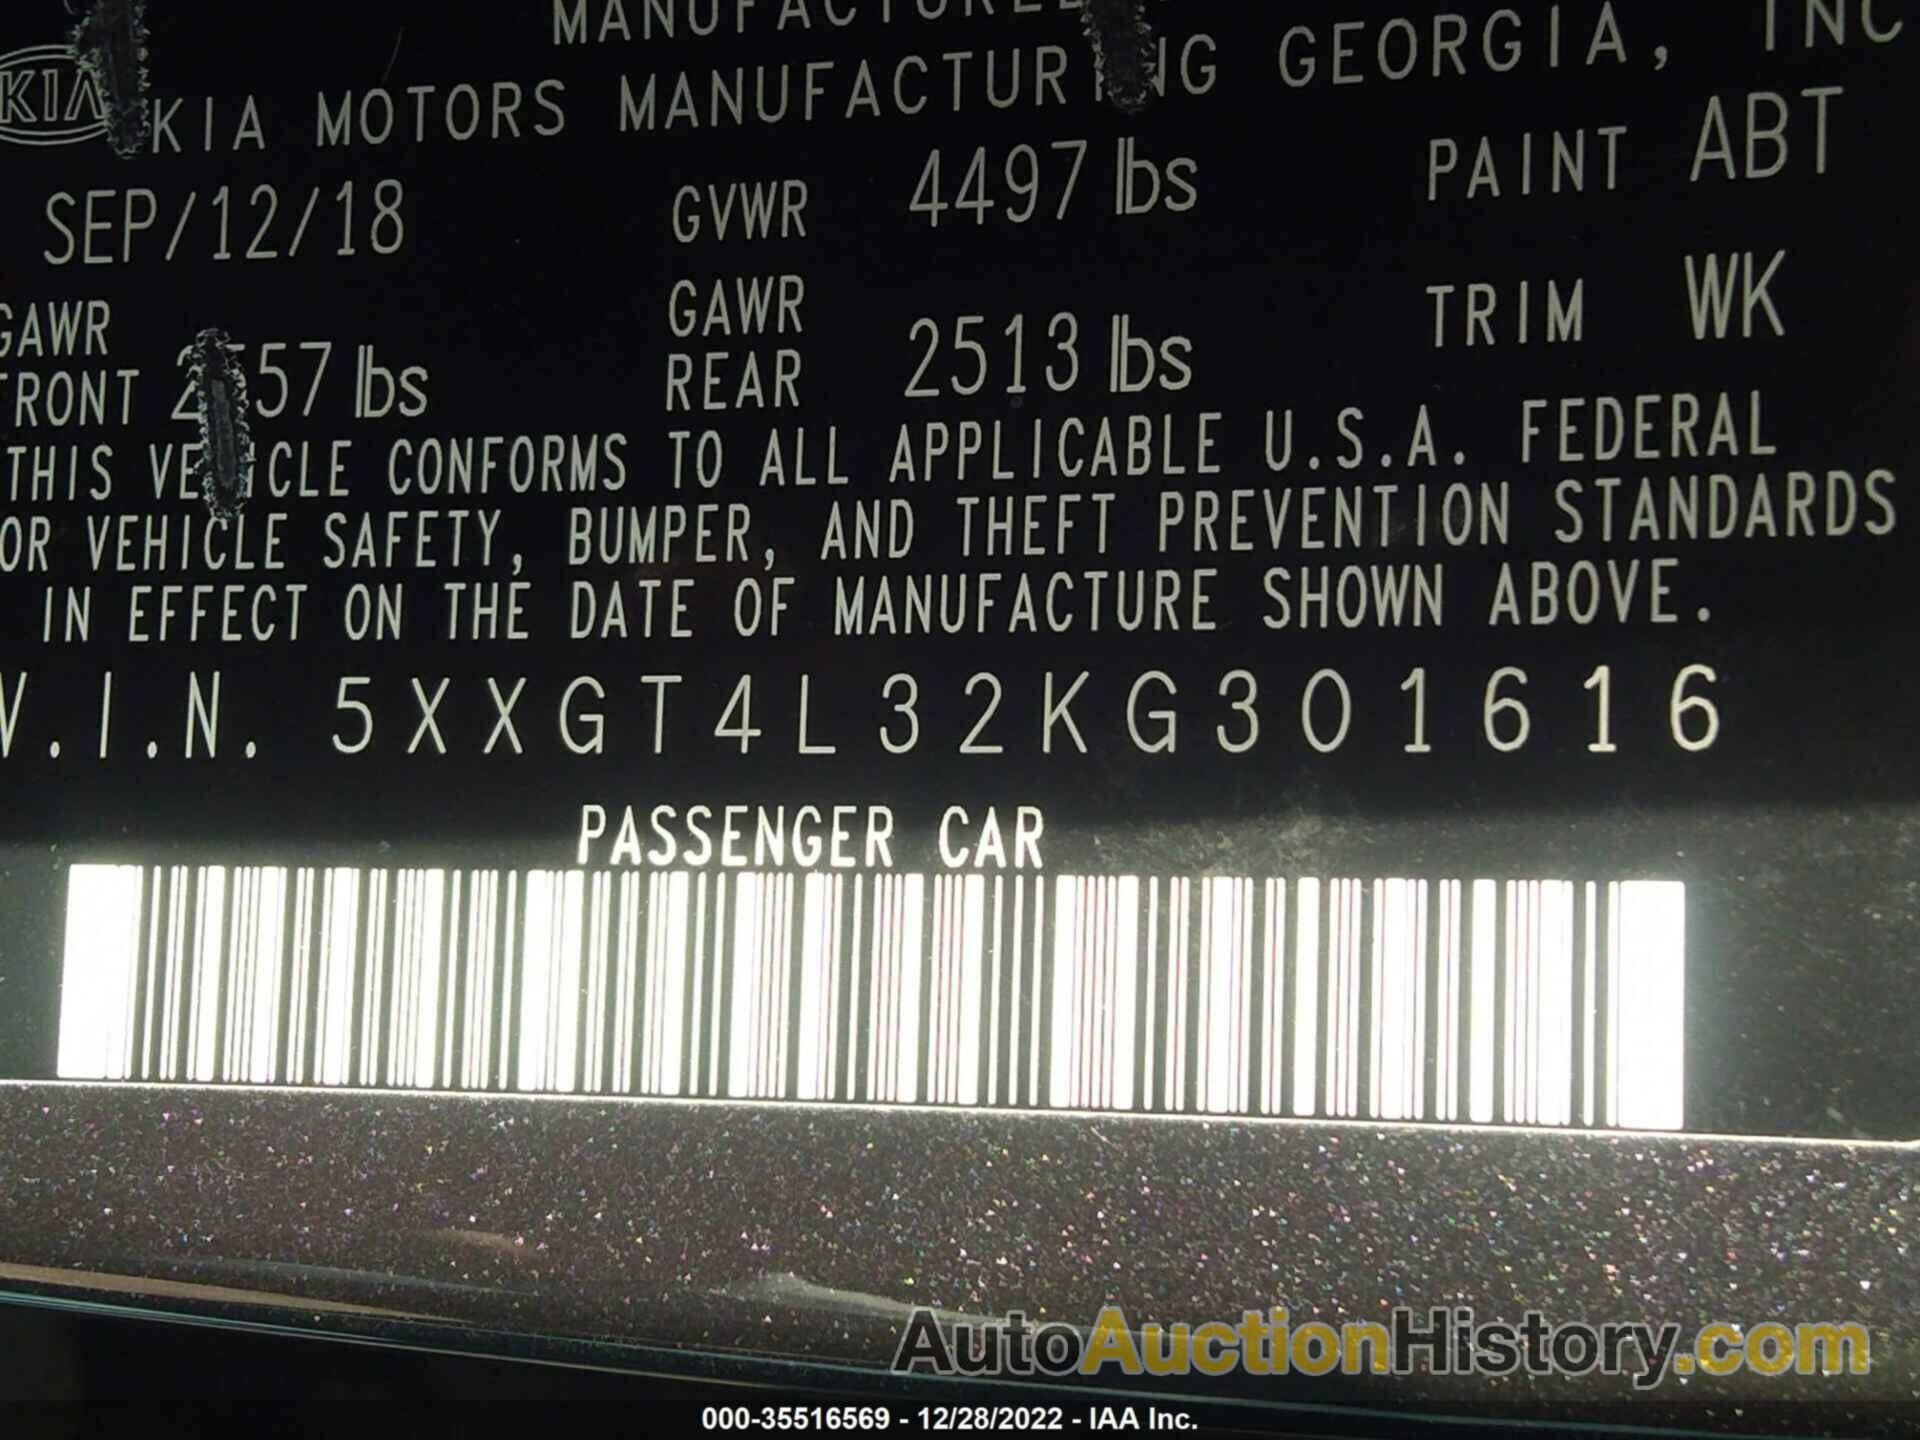 KIA
KIA MOTORS MANUFACTURING GEORGIA, INC
SEP/12/18 GVWR 4497 lbs PAINT ABT
GAWR FRONT lbs GAWR REAR 2513 lbs TRIM WK
THIS VEHICLE CONFORMS TO ALL APPLICABLE U.S.A. FEDERAL
OR VEHICLE SAFETY, BUMPER, AND THEFT PREVENTION STANDARDS
IN EFFECT ON THE DATE OF MANUFACTURE SHOWN ABOVE.
V.I.N. 5XXGT4L32KG301616
PASSENGER CAR
AutoAuctionHistory.com
000-35516569 - 12/28/2022 - IAA Inc.